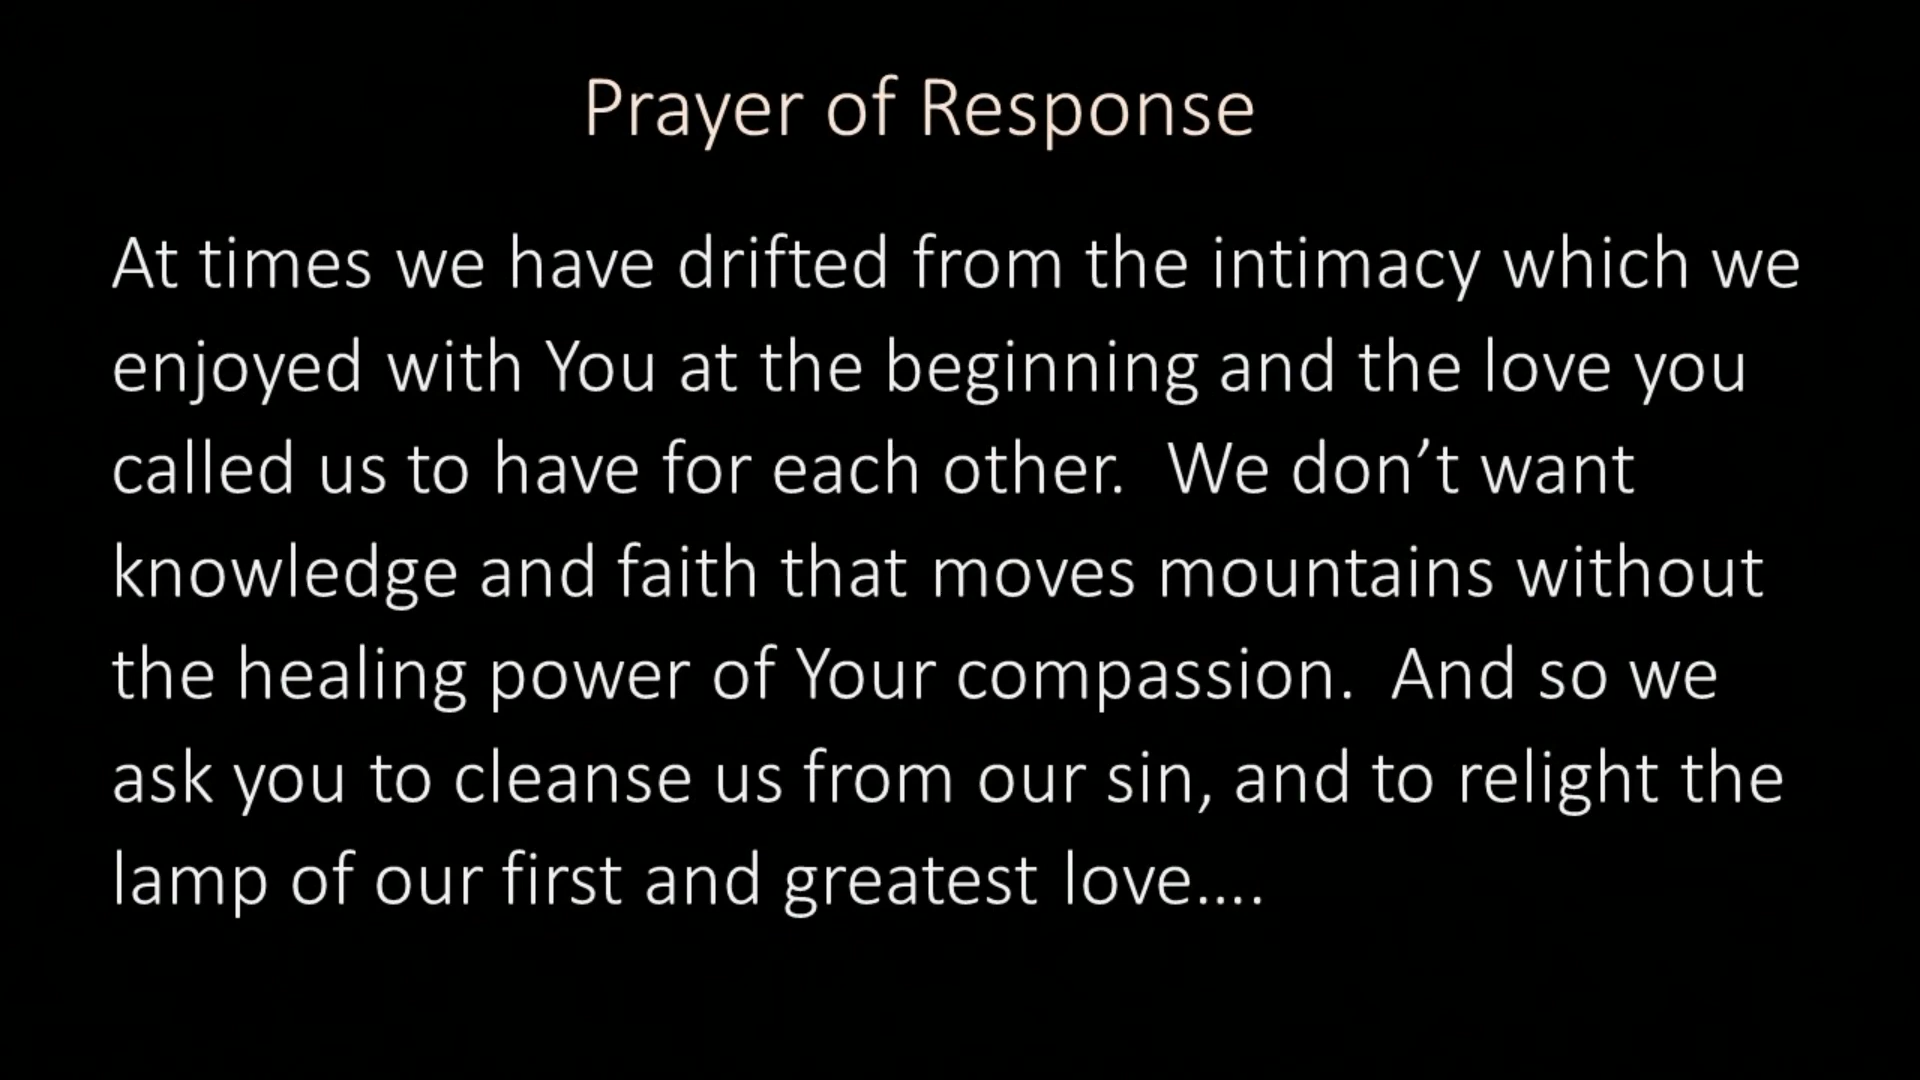 Prayer of Response
At times we have drifted from the intimacy which we
enjoyed with You at the beginning and the love you
called us to have for each other.  We don’t want
knowledge and faith that moves mountains without
the healing power of Your compassion.  And so we
ask you to cleanse us from our sin, and to relight the
lamp of our first and greatest love….